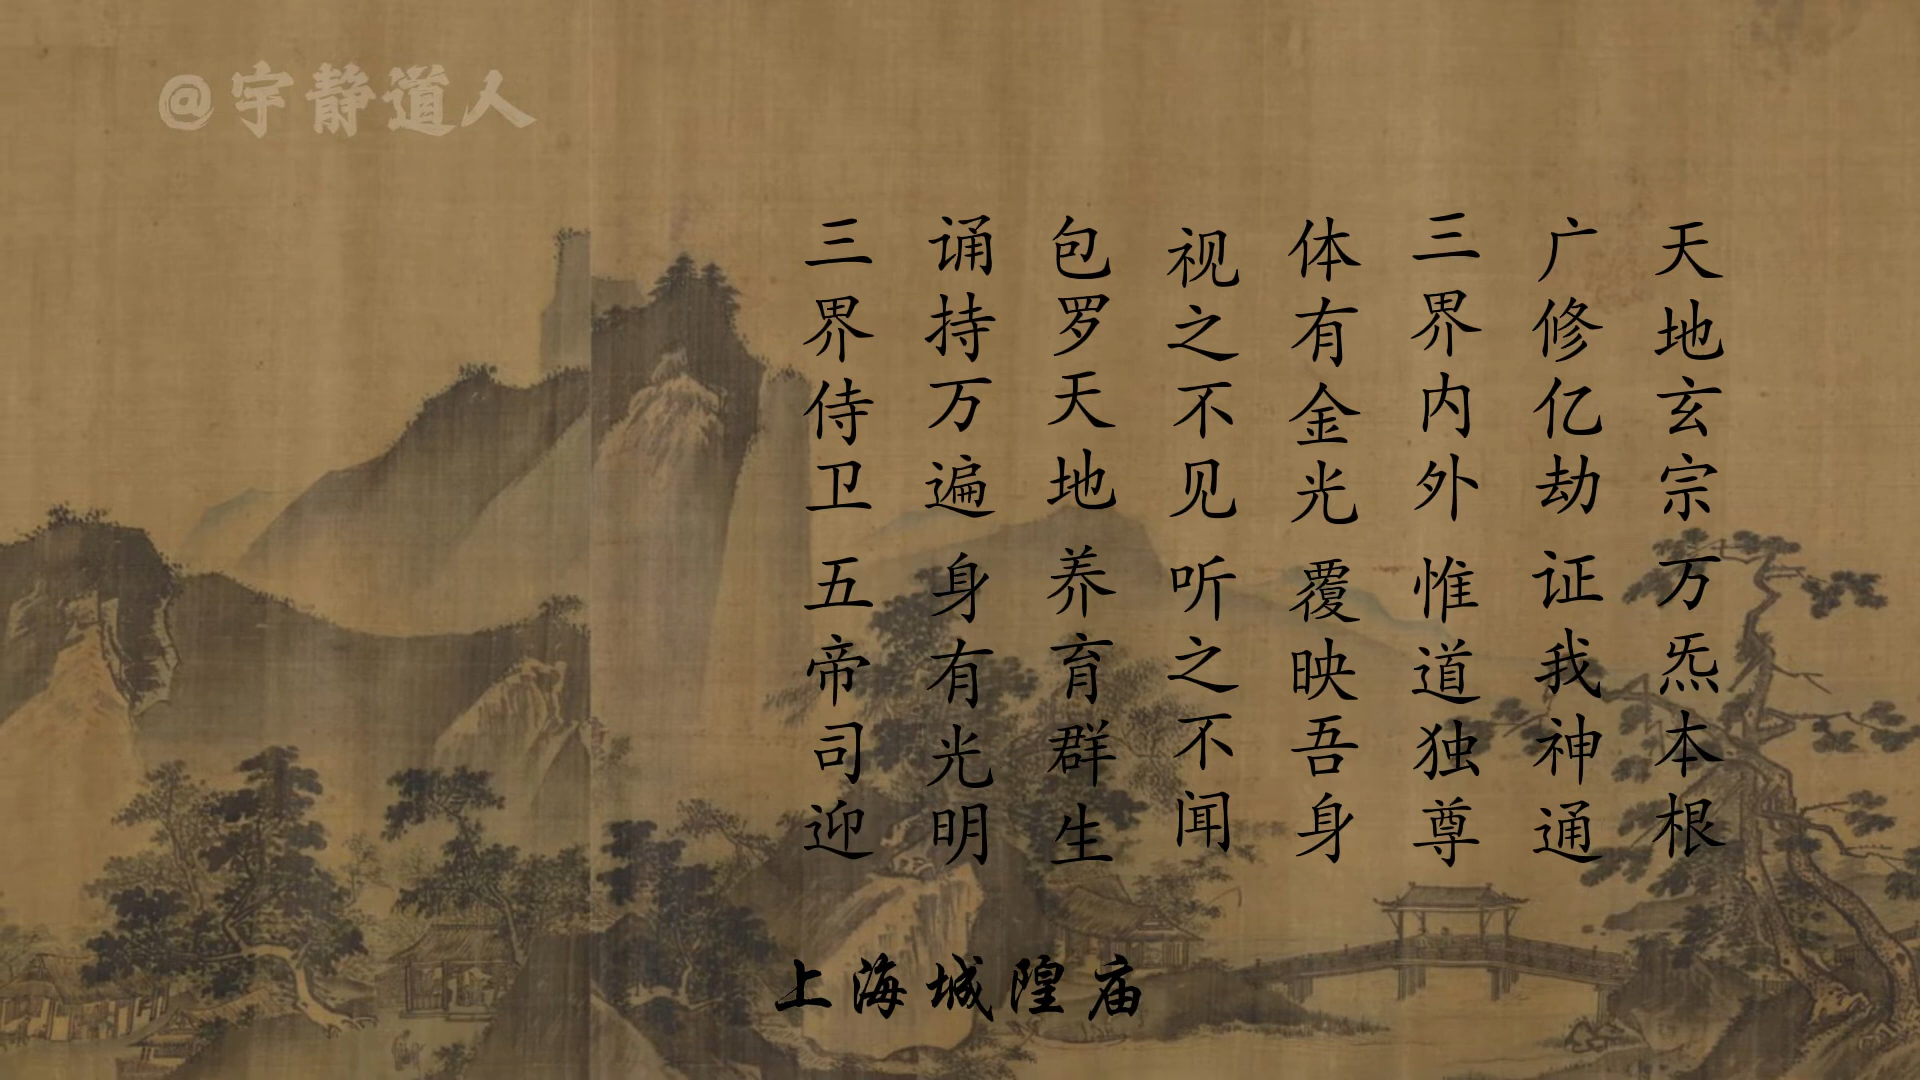 @宇静道人
天地玄宗 万炁本根
广修亿劫 证我神通
三界内外 惟道独尊
体有金光 覆映吾身
视之不见 听之不闻
包罗天地 养育群生
诵持万遍 身有光明
三界侍卫 五帝司迎
上海城隍庙